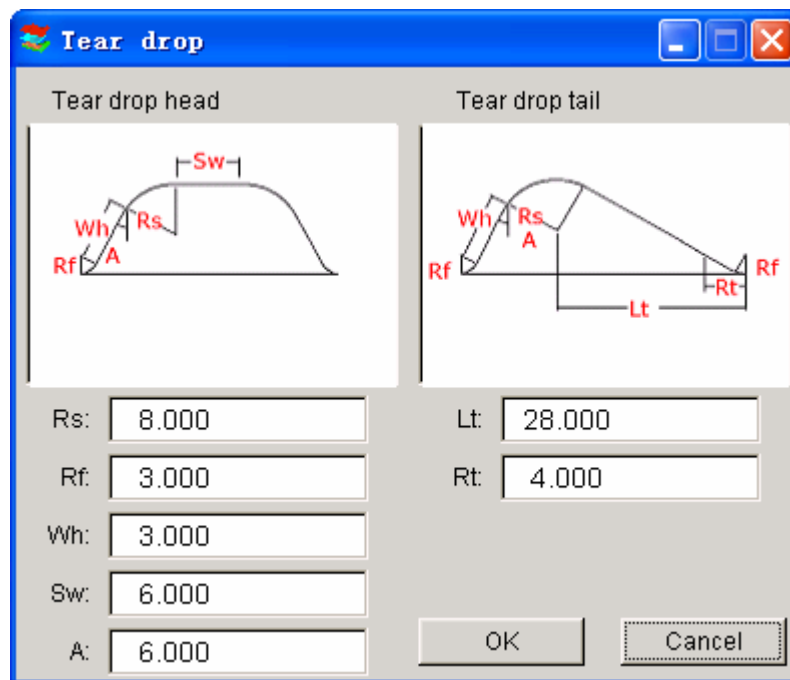 Tear drop
Tear drop head
Tear drop tail
Sw
Wh
Rs
Rf
A
Wh
Rs
A
Rf
Rf
Rt
Lt
Rs: 8.000
Lt: 28.000
Rf: 3.000
Rt: 4.000
Wh: 3.000
Sw: 6.000
A: 6.000
OK
Cancel